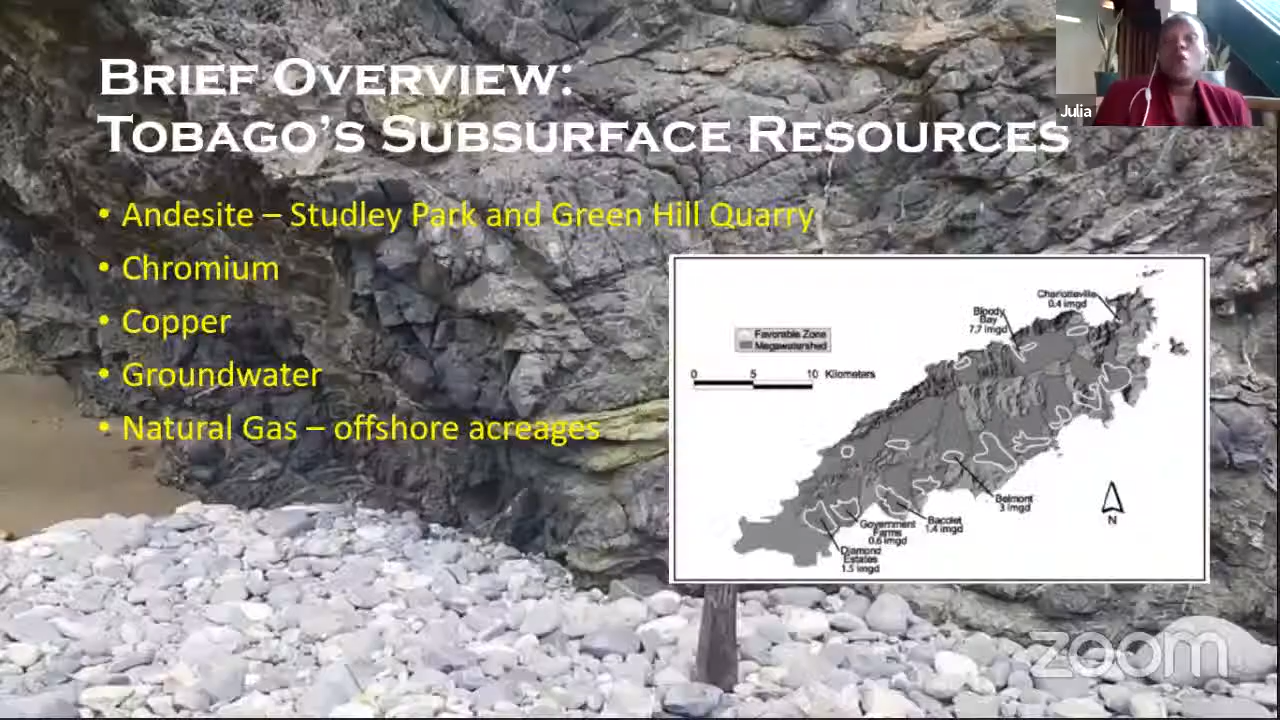 BRIEF OVERVIEW:
TOBAGO'S SUBSURFACE RESOURCES
Julia
• Andesite – Studley Park and Green Hill Quarry
• Chromium
• Copper
• Groundwater
• Natural Gas – offshore acreages
Charlotteville
0.4 imgd
Bloody
Bay
7.7 imgd
Favorable Zone
Megawatershed
0 5 10 Kilometers
Belmont
3 imgd
Bacolet
1.4 imgd
Government
Farms
0.6 imgd
Diamond
Estates
1.5 imgd
N
zoom